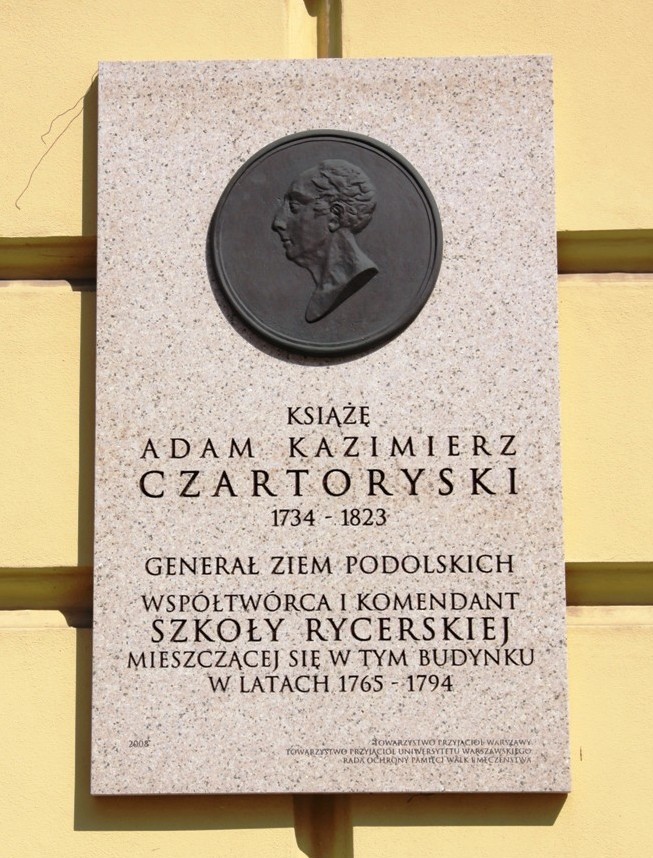 KSIĄŻĘ
ADAM KAZIMIERZ
CZARTORYSKI
1734 - 1823
GENERAŁ ZIEM PODOLSKICH
WSPÓŁTWÓRCA I KOMENDANT
SZKOŁY RYCERSKIEJ
MIESZCZĄCEJ SIĘ W TYM BUDYNKU
W LATACH 1765 - 1794
2008
TOWARZYSTWO PRZYJACIÓŁ WARSZAWY
TOWARZYSTWO PRZYJACIÓŁ UNIWERSYTETU WARSZAWSKIEGO
RADA OCHRONY PAMIĘCI WALK I MĘCZEŃSTWA